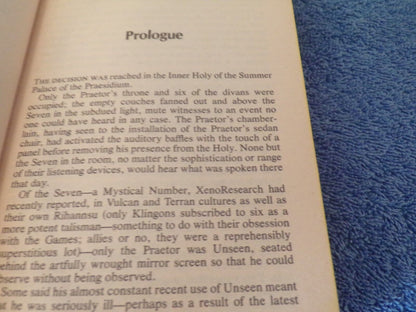 Prologue
THE DECISION WAS reached in the Inner Holy of the Summer
Palace of the Praesidium.
Only the Praetor's throne and six of the divans were
occupied; the empty couches fanned out and above the
Seven in the subdued light, mute witnesses to an event no
one could have heard in any case. The Praetor's chamber-
lain, having seen to the installation of the Praetor's sedan
chair, had activated the auditory baffles with the touch of a
panel before removing his presence from the Holy. None but
the Seven in the room, no matter the sophistication or range
of their listening devices, would hear what was spoken there
that day.
Of the Seven—a Mystical Number, XenoResearch had
recently reported, in Vulcan and Terran cultures as well as
their own Rihannsu (only Klingons subscribed to six as a
more potent talisman—something to do with their obsession
with the Games; allies or no, they were a reprehensibly
superstitious lot)—only the Praetor was Unseen, seated
behind the artfully wrought mirror screen so that he could
observe without being observed.
Some said his almost constant recent use of Unseen meant
he was seriously ill—perhaps as a result of the latest